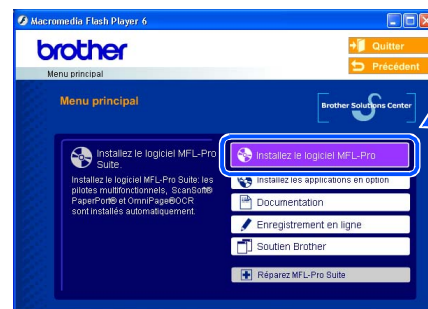 Macromedia Flash Player 6
brother
Quitter
Précédent
Menu principal
Menu principal
Brother Solutions Center
Installez le logiciel MFL-Pro
Suite.
Installez le logiciel MFL-Pro Suite: les
pilotes multifonctionnels, ScanSoft®
PaperPort® et OmniPage®OCR
sont installés automatiquement.
Installez le logiciel MFL-Pro
Installez les applications en option
Documentation
Enregistrement en ligne
Soutien Brother
Réparez MFL-Pro Suite